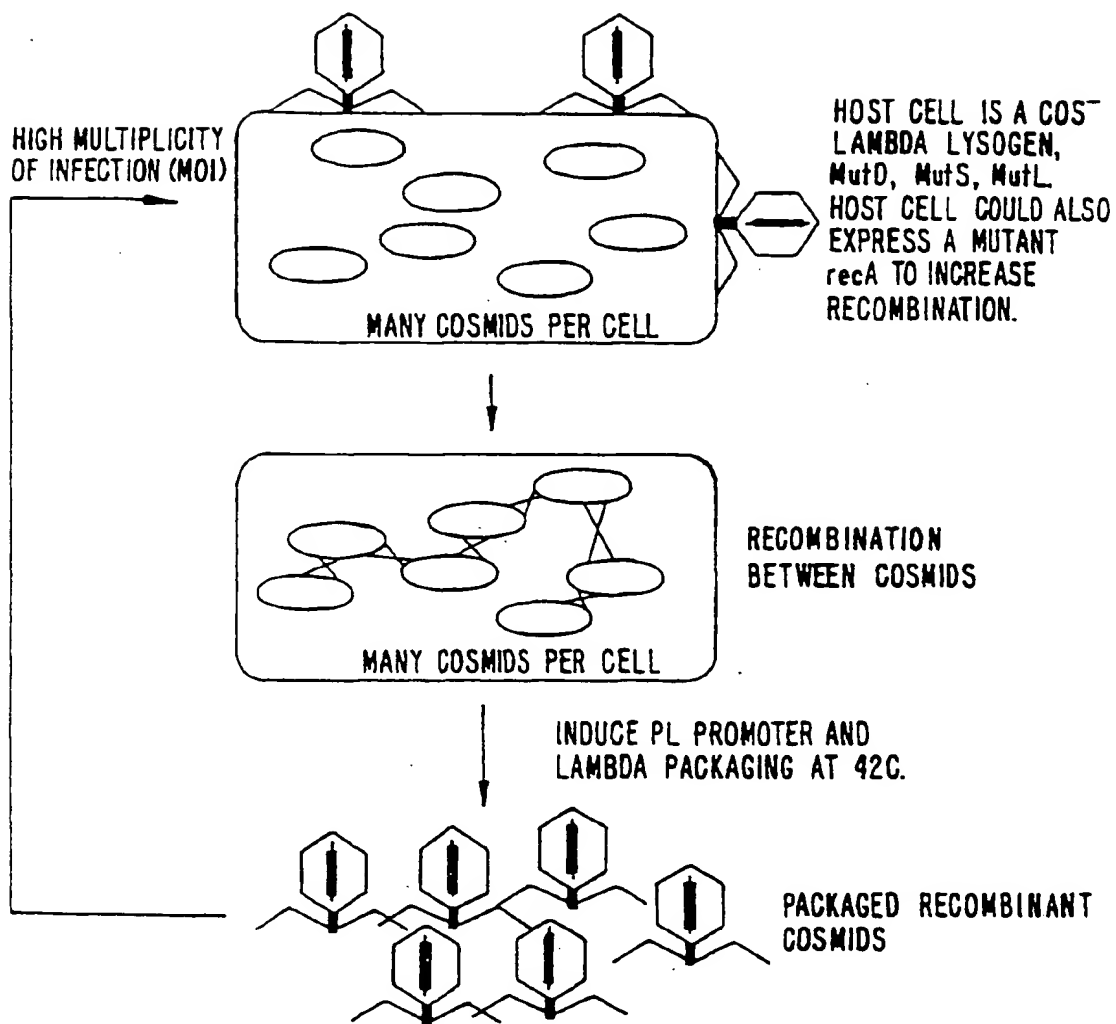 HIGH MULTIPLICITY
OF INFECTION (MOI)
HOST CELL IS A COS⁻
LAMBDA LYSOGEN,
MutD, MutS, MutL.
HOST CELL COULD ALSO
EXPRESS A MUTANT
recA TO INCREASE
RECOMBINATION.
MANY COSMIDS PER CELL
RECOMBINATION
BETWEEN COSMIDS
MANY COSMIDS PER CELL
INDUCE PL PROMOTER AND
LAMBDA PACKAGING AT 42C.
PACKAGED RECOMBINANT
COSMIDS